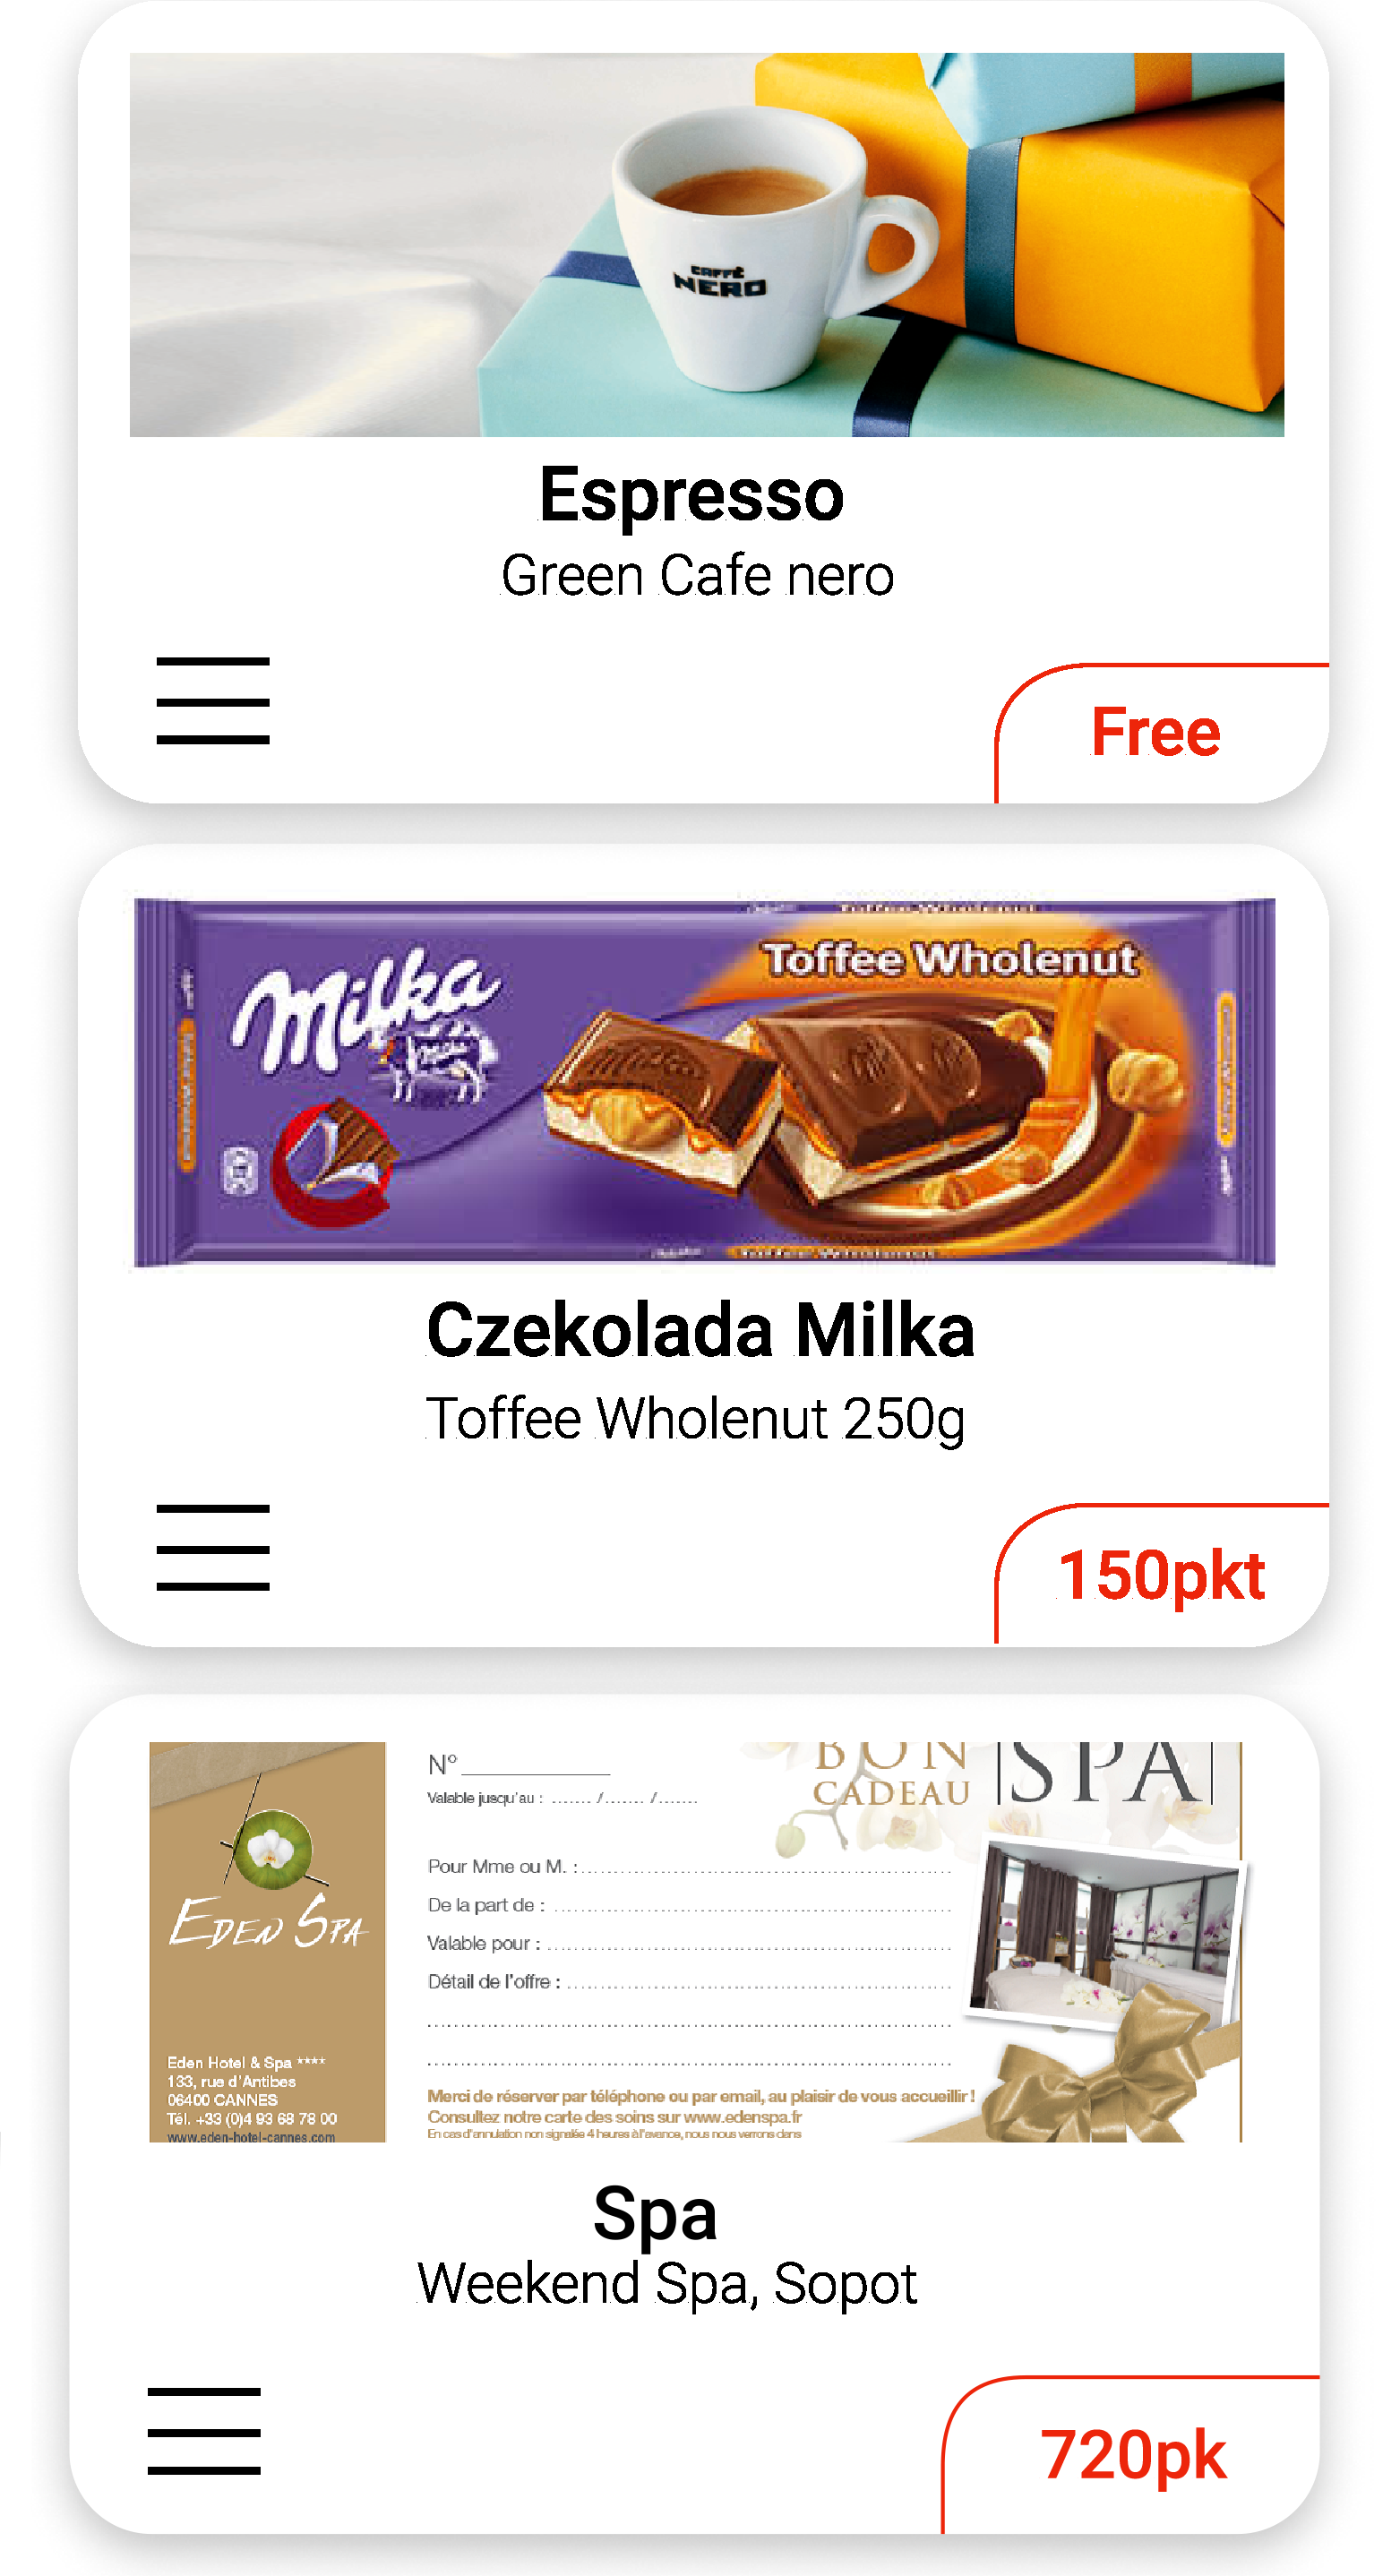 CAFFÈ
NERO
Espresso
Green Cafe nero
Free
Toffee Wholenut
Milka
Czekolada Milka
Toffee Wholenut 250g
150pkt
BON
CADEAU
SPA
N°
Valable jusqu'au : ....... /....... /.......
Pour Mme ou M. :
De la part de :
Valable pour :
Détail de l'offre :
EDEN SPA
Eden Hotel & Spa ****
133, rue d'Antibes
06400 CANNES
Tél. +33 (0)4 93 68 78 00
www.eden-hotel-cannes.com
Merci de réserver par téléphone ou par email, au plaisir de vous accueillir !
Consultez notre carte des soins sur www.edenspa.fr
En cas d'annulation non signalée 4 heures à l'avance, nous nous verrons dans
Spa
Weekend Spa, Sopot
720pk